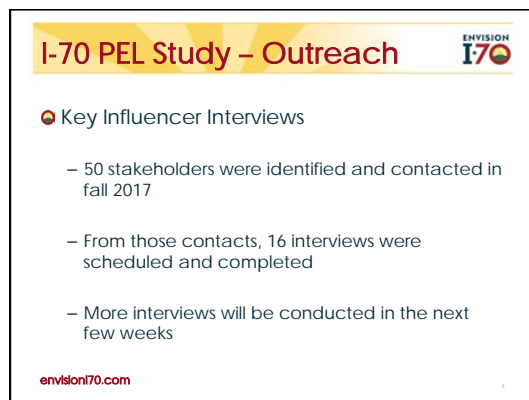 I-70 PEL Study – Outreach
ENVISION
I-70
Key Influencer Interviews
– 50 stakeholders were identified and contacted in
fall 2017
– From those contacts, 16 interviews were
scheduled and completed
– More interviews will be conducted in the next
few weeks
envisionI70.com